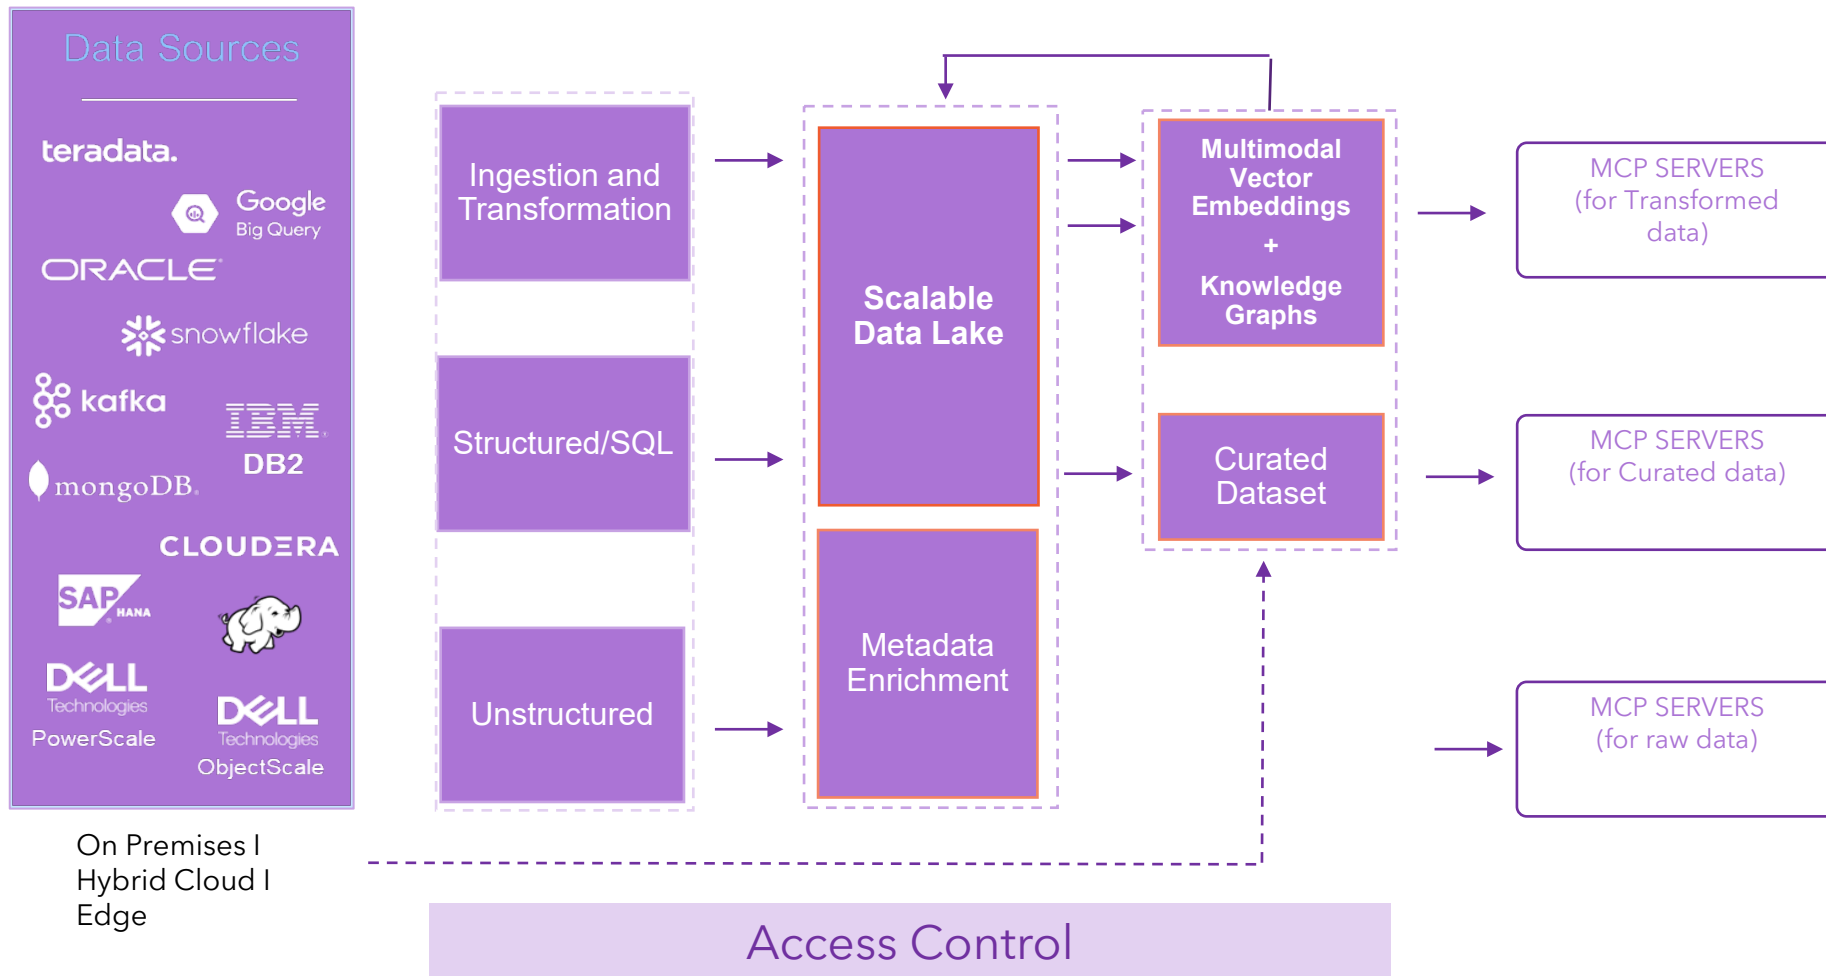 Data Sources
teradata.
Google
Big Query
ORACLE
snowflake
kafka
IBM
DB2
mongoDB
CLOUDERA
SAP
HANA
DELL
Technologies
PowerScale
DELL
Technologies
ObjectScale
On Premises I
Hybrid Cloud I
Edge
Ingestion and
Transformation
Structured/SQL
Unstructured
Scalable
Data Lake
Metadata
Enrichment
Multimodal
Vector
Embeddings
+
Knowledge
Graphs
Curated
Dataset
MCP SERVERS
(for Transformed
data)
MCP SERVERS
(for Curated data)
MCP SERVERS
(for raw data)
Access Control